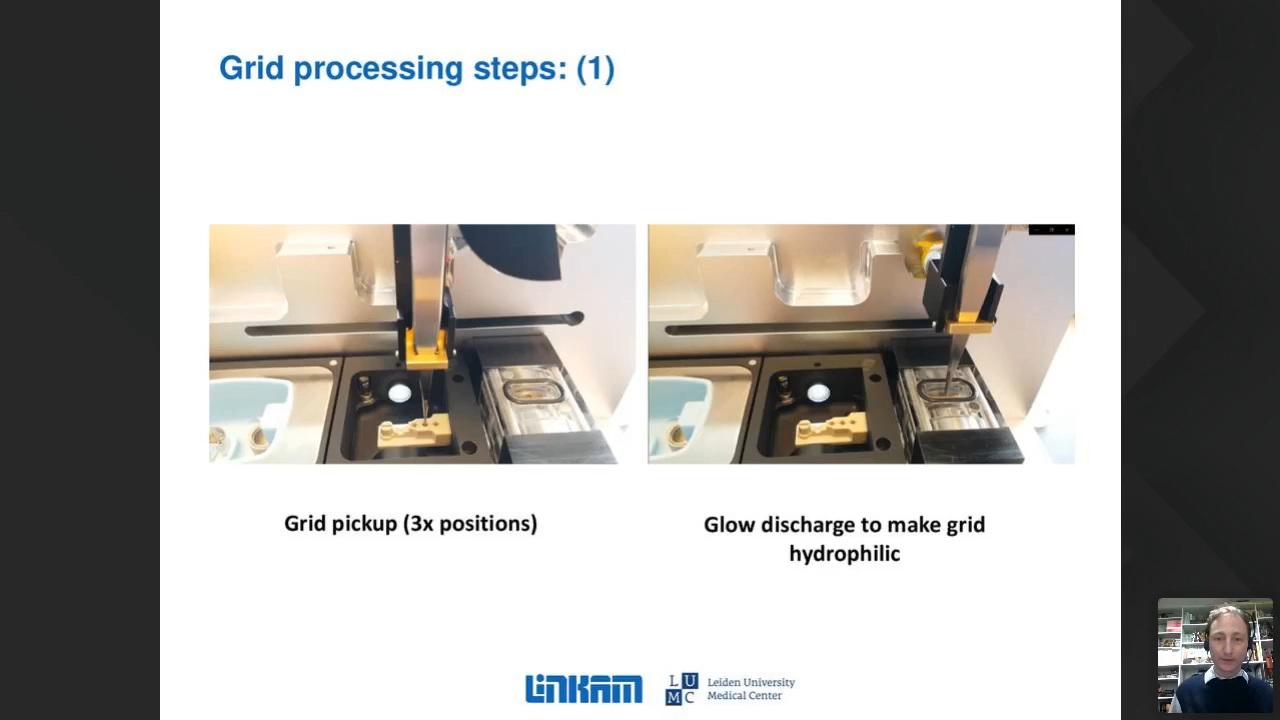 Grid processing steps: (1)
Grid pickup (3x positions)
Glow discharge to make grid
hydrophilic
LINKAM
L U
M C
Leiden University
Medical Center